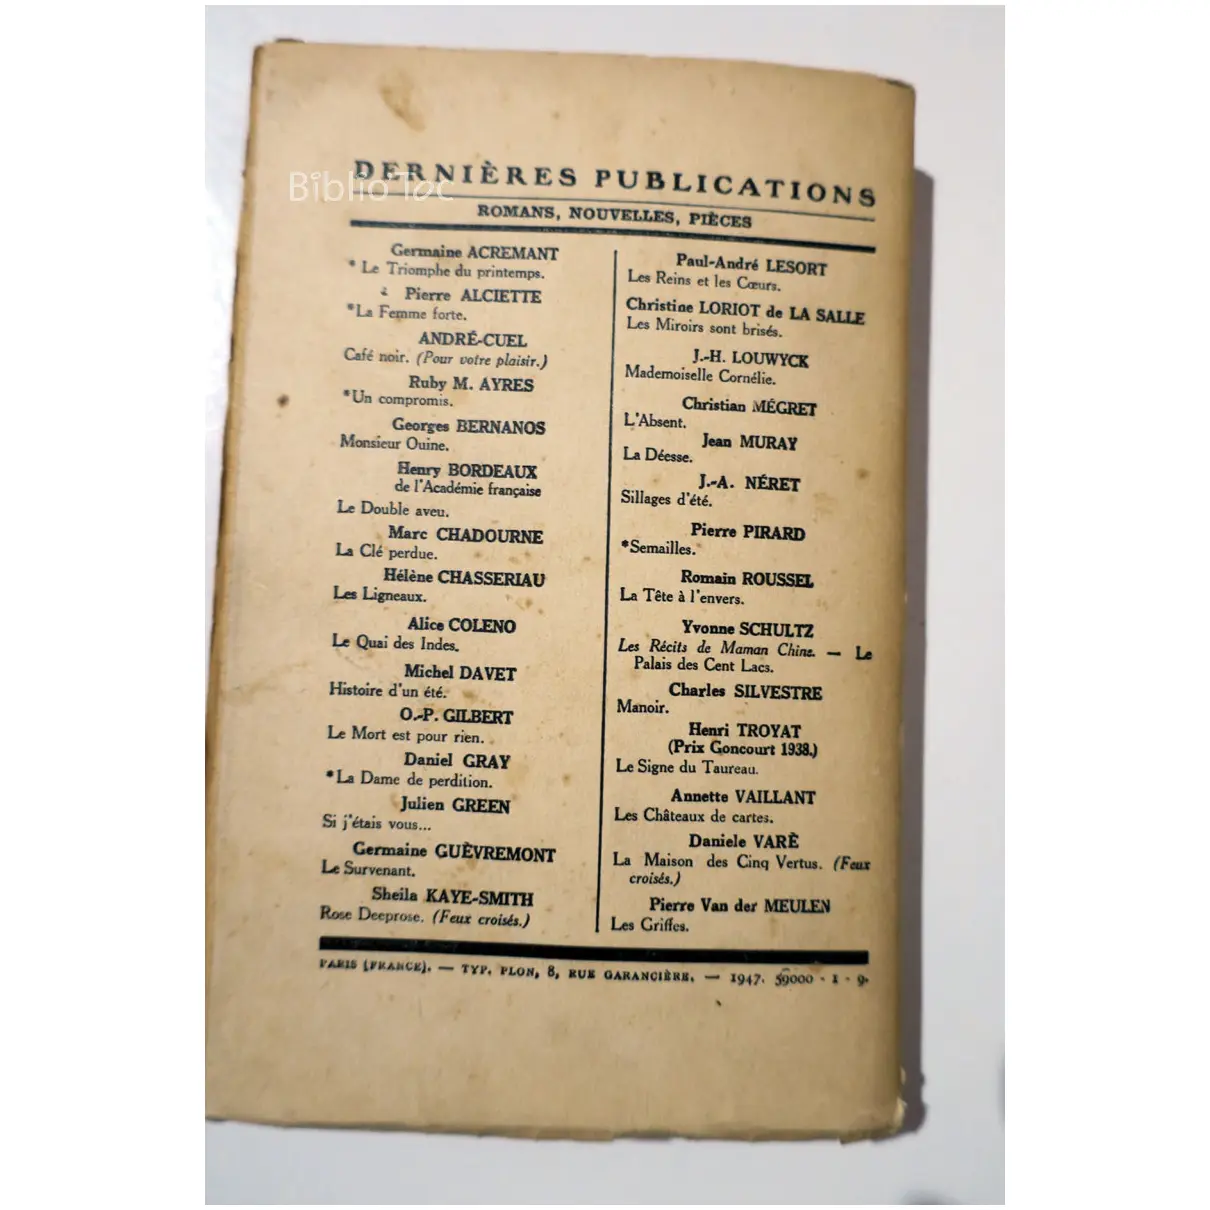 Biblio Toc
DERNIÈRES PUBLICATIONS
ROMANS, NOUVELLES, PIÈCES
Germaine ACREMANT
* Le Triomphe du printemps.
Pierre ALCIETTE
*La Femme forte.
ANDRÉ-CUEL
Café noir. (Pour votre plaisir.)
Ruby M. AYRES
*Un compromis.
Georges BERNANOS
Monsieur Ouine.
Henry BORDEAUX
de l'Académie française
Le Double aveu.
Marc CHADOURNE
La Clé perdue.
Hélène CHASSERIAU
Les Ligneaux.
Alice COLENO
Le Quai des Indes.
Michel DAVET
Histoire d'un été.
O.-P. GILBERT
Le Mort est pour rien.
Daniel GRAY
*La Dame de perdition.
Julien GREEN
Si j'étais vous...
Germaine GUÈVREMONT
Le Survenant.
Sheila KAYE-SMITH
Rose Deeprose. (Feux croisés.)
Paul-André LESORT
Les Reins et les Cœurs.
Christine LORIOT de LA SALLE
Les Miroirs sont brisés.
J.-H. LOUWYCK
Mademoiselle Cornélie.
Christian MÉGRET
L'Absent.
Jean MURAY
La Déesse.
J.-A. NÉRET
Sillages d'été.
Pierre PIRARD
*Semailles.
Romain ROUSSEL
La Tête à l'envers.
Yvonne SCHULTZ
Les Récits de Maman Chine. — Le
Palais des Cent Lacs.
Charles SILVESTRE
Manoir.
Henri TROYAT
(Prix Goncourt 1938.)
Le Signe du Taureau.
Annette VAILLANT
Les Châteaux de cartes.
Daniele VARÈ
La Maison des Cinq Vertus. (Feux
croisés.)
Pierre Van der MEULEN
Les Griffes.
PARIS (FRANCE). — TYP. PLON, 8, RUE GARANCIÈRE. — 1947. 59000 - 1 - 9.